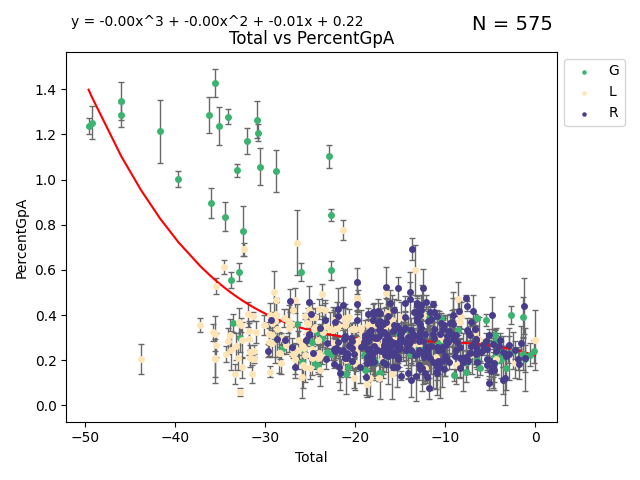 y = -0.00x^3 + -0.00x^2 + -0.01x + 0.22
N = 575
Total vs PercentGpA
G
L
R
PercentGpA
1.4
1.2
1.0
0.8
0.6
0.4
0.2
0.0
−50
−40
−30
−20
−10
0
Total